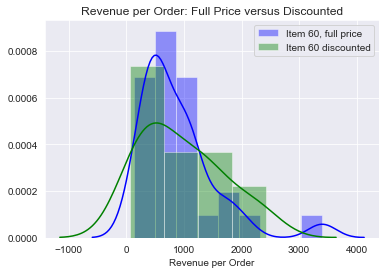 Revenue per Order: Full Price versus Discounted
Item 60, full price
Item 60 discounted
0.0008
0.0006
0.0004
0.0002
0.0000
−1000
0
1000
2000
3000
4000
Revenue per Order